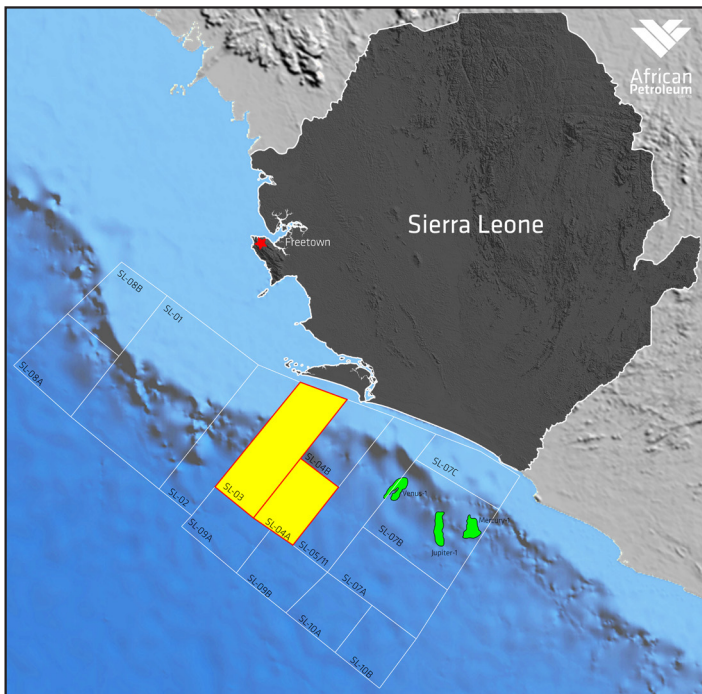 African
Petroleum
Sierra Leone
Freetown
SL-08B
SL-01
SL-08A
SL-07C
SL-04B
Venus-1
SL-03
SL-02
Mercury-1
SL-04A
SL-09A
SL-05/11
SL-07B
Jupiter-1
SL-09B
SL-07A
SL-10A
SL-10B